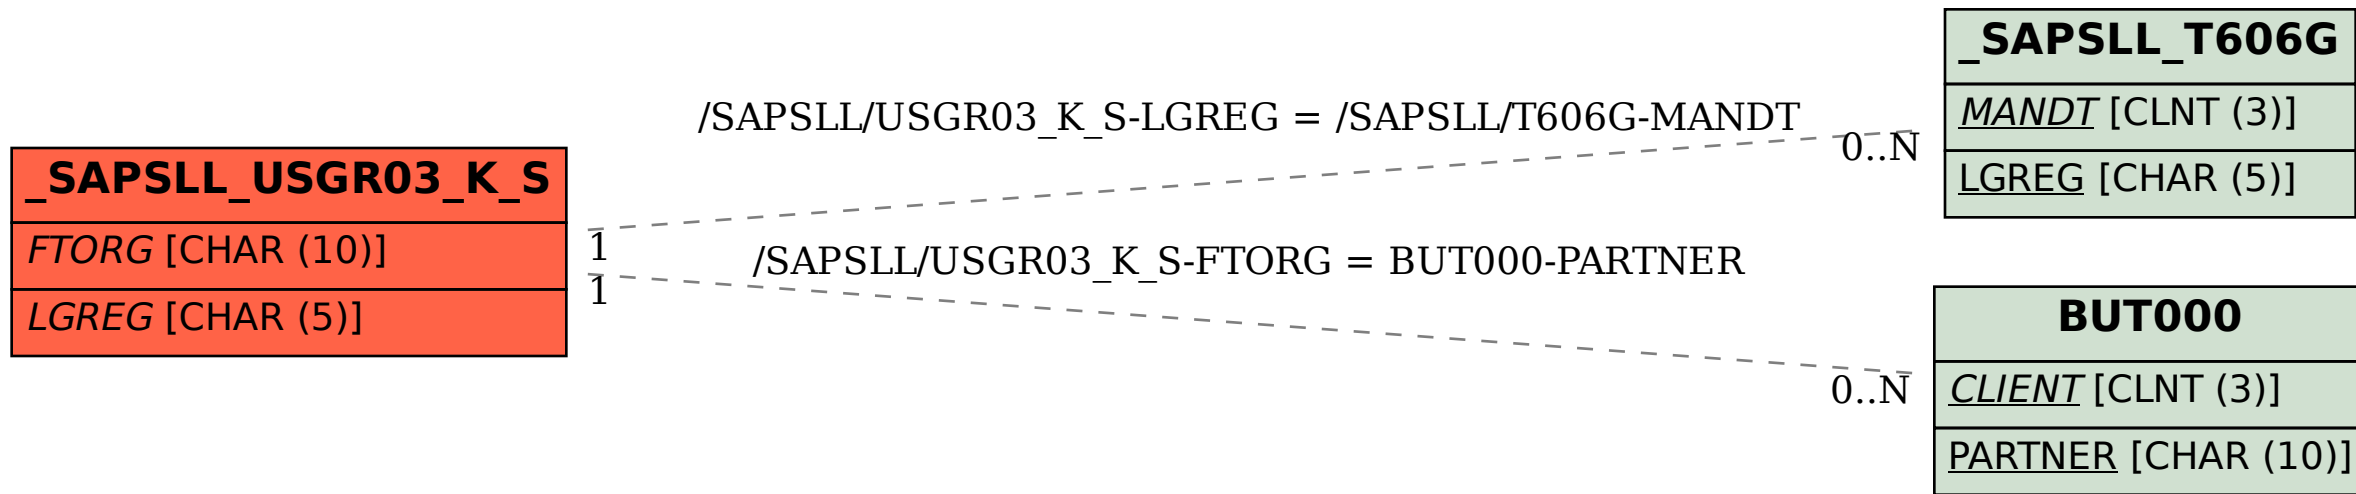 _SAPSLL_USGR03_K_S
FTORG [CHAR (10)]
LGREG [CHAR (5)]
/SAPSLL/USGR03_K_S-LGREG = /SAPSLL/T606G-MANDT
1
0..N
/SAPSLL/USGR03_K_S-FTORG = BUT000-PARTNER
1
0..N
_SAPSLL_T606G
MANDT [CLNT (3)]
LGREG [CHAR (5)]
BUT000
CLIENT [CLNT (3)]
PARTNER [CHAR (10)]